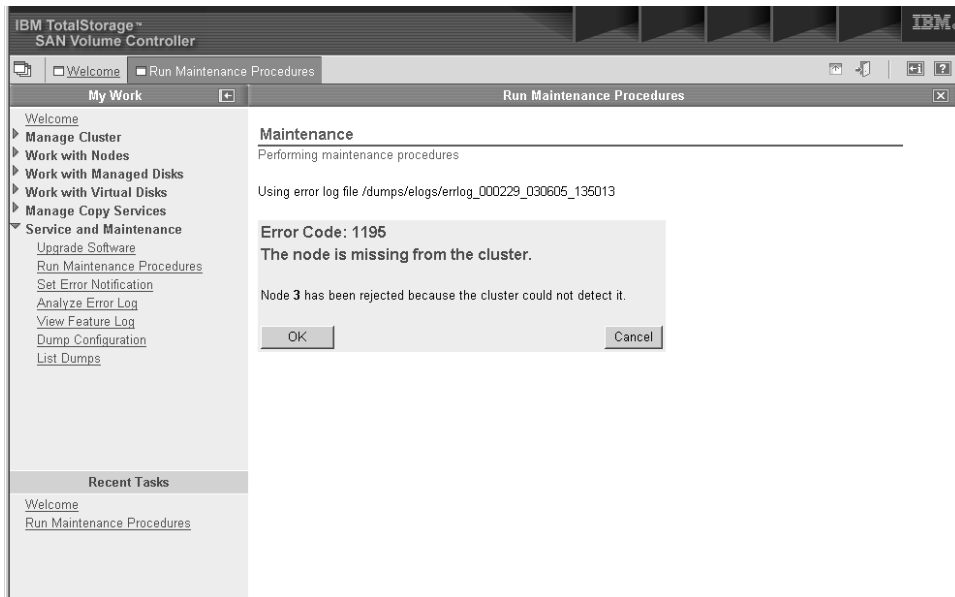 IBM TotalStorage™
SAN Volume Controller
IBM.
Welcome
Run Maintenance Procedures
My Work
Run Maintenance Procedures
Welcome
Manage Cluster
Work with Nodes
Work with Managed Disks
Work with Virtual Disks
Manage Copy Services
Service and Maintenance
Upgrade Software
Run Maintenance Procedures
Set Error Notification
Analyze Error Log
View Feature Log
Dump Configuration
List Dumps
Recent Tasks
Welcome
Run Maintenance Procedures
Maintenance
Performing maintenance procedures
Using error log file /dumps/elogs/errlog_000229_030605_135013
Error Code: 1195
The node is missing from the cluster.
Node 3 has been rejected because the cluster could not detect it.
OK
Cancel